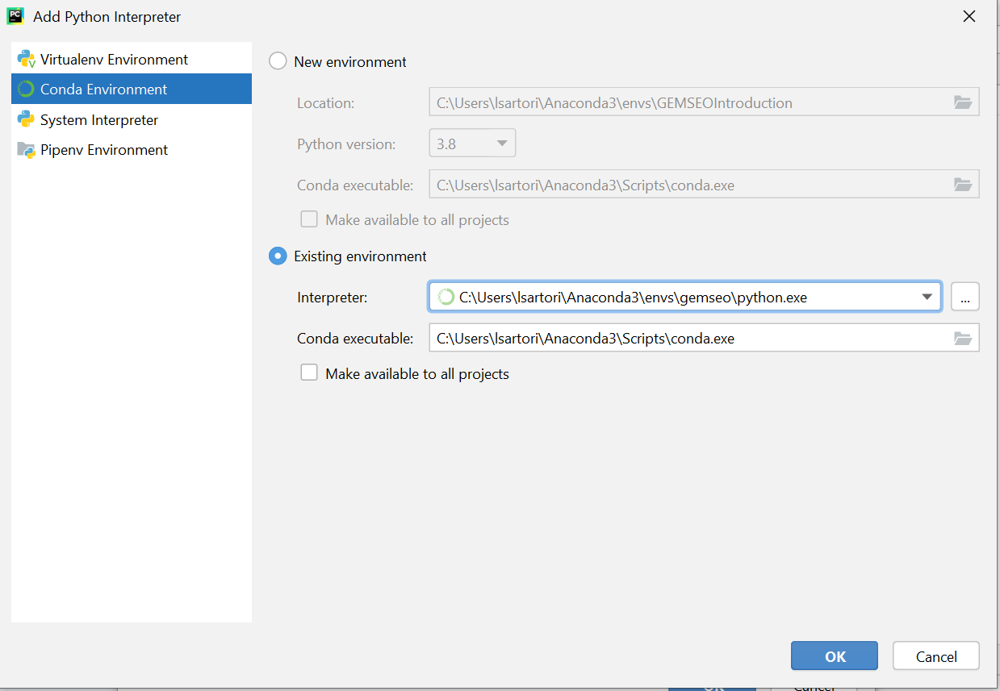 PC Add Python Interpreter
Virtualenv Environment
Conda Environment
System Interpreter
Pipenv Environment
New environment
Location: C:\Users\lsartori\Anaconda3\envs\GEMSEOIntroduction
Python version: 3.8
Conda executable: C:\Users\lsartori\Anaconda3\Scripts\conda.exe
Make available to all projects
Existing environment
Interpreter: C:\Users\lsartori\Anaconda3\envs\gemseo\python.exe ...
Conda executable: C:\Users\lsartori\Anaconda3\Scripts\conda.exe
Make available to all projects
OK Cancel
OK Cancel